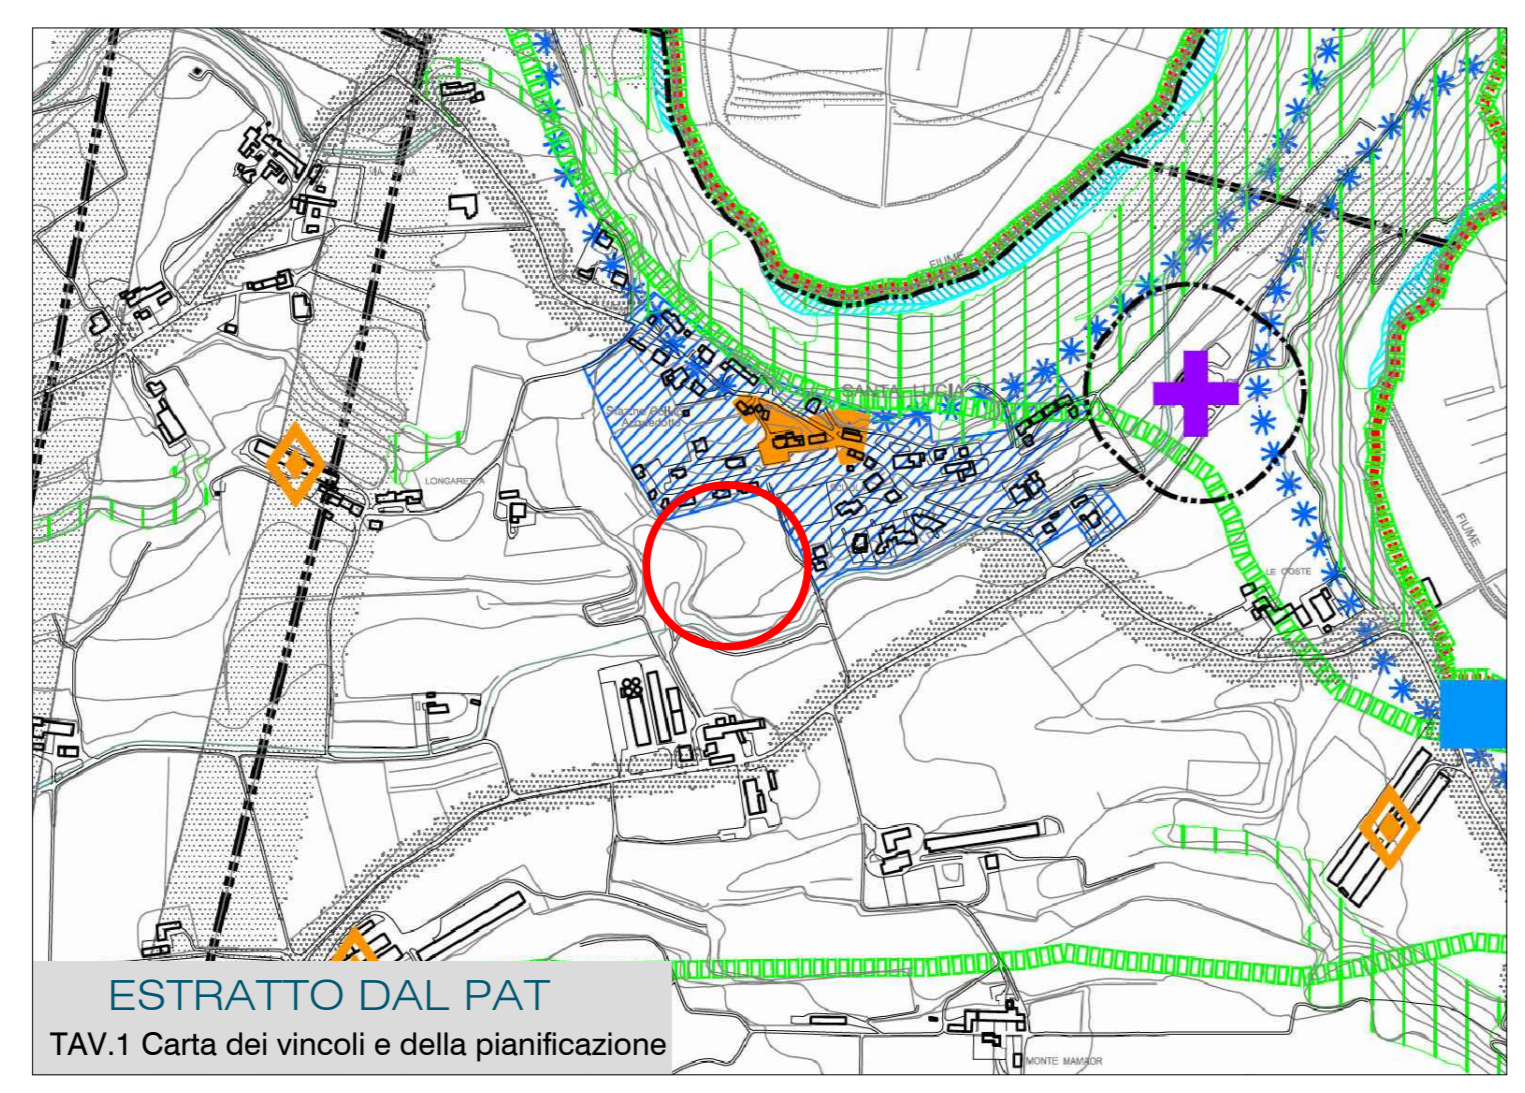 FIUME
SANTA LUCIA
Acquedotto
LONGARETTA
FIUME
LE COSTE
MONTE MAMAOR
ESTRATTO DAL PAT
TAV.1 Carta dei vincoli e della pianificazione